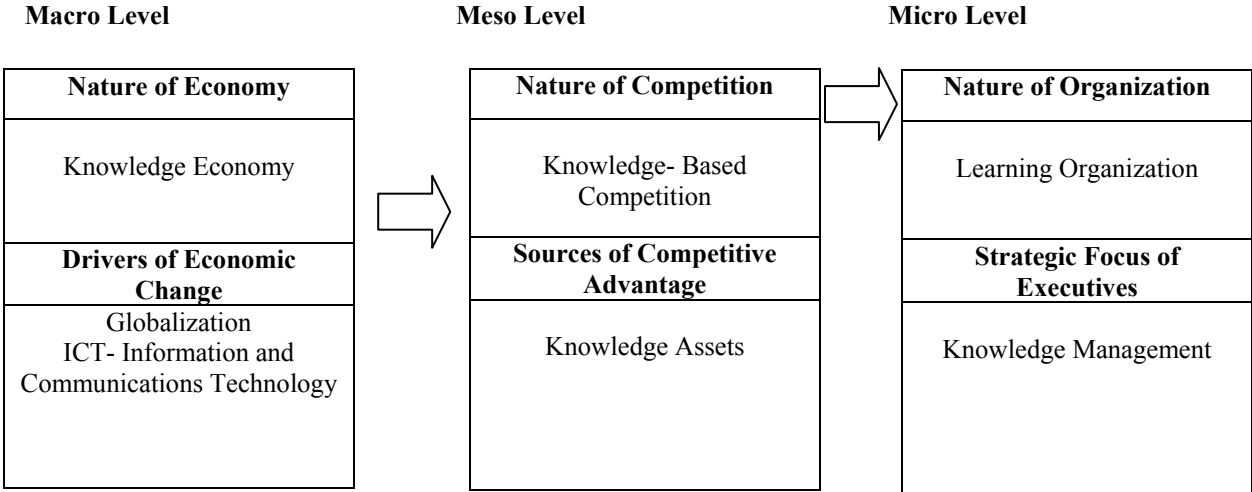 Macro Level
Meso Level
Micro Level
Nature of Economy
Knowledge Economy
Drivers of Economic
Change
Globalization
ICT- Information and
Communications Technology
Nature of Competition
Knowledge- Based
Competition
Sources of Competitive
Advantage
Knowledge Assets
Nature of Organization
Learning Organization
Strategic Focus of
Executives
Knowledge Management